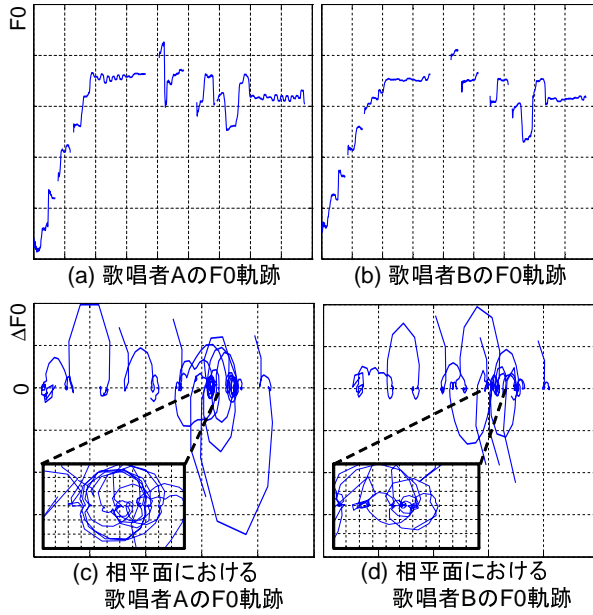 F0
(a) 歌唱者AのF0軌跡
(b) 歌唱者BのF0軌跡
ΔF0
0
(c) 相平面における
歌唱者AのF0軌跡
0
(d) 相平面における
歌唱者BのF0軌跡